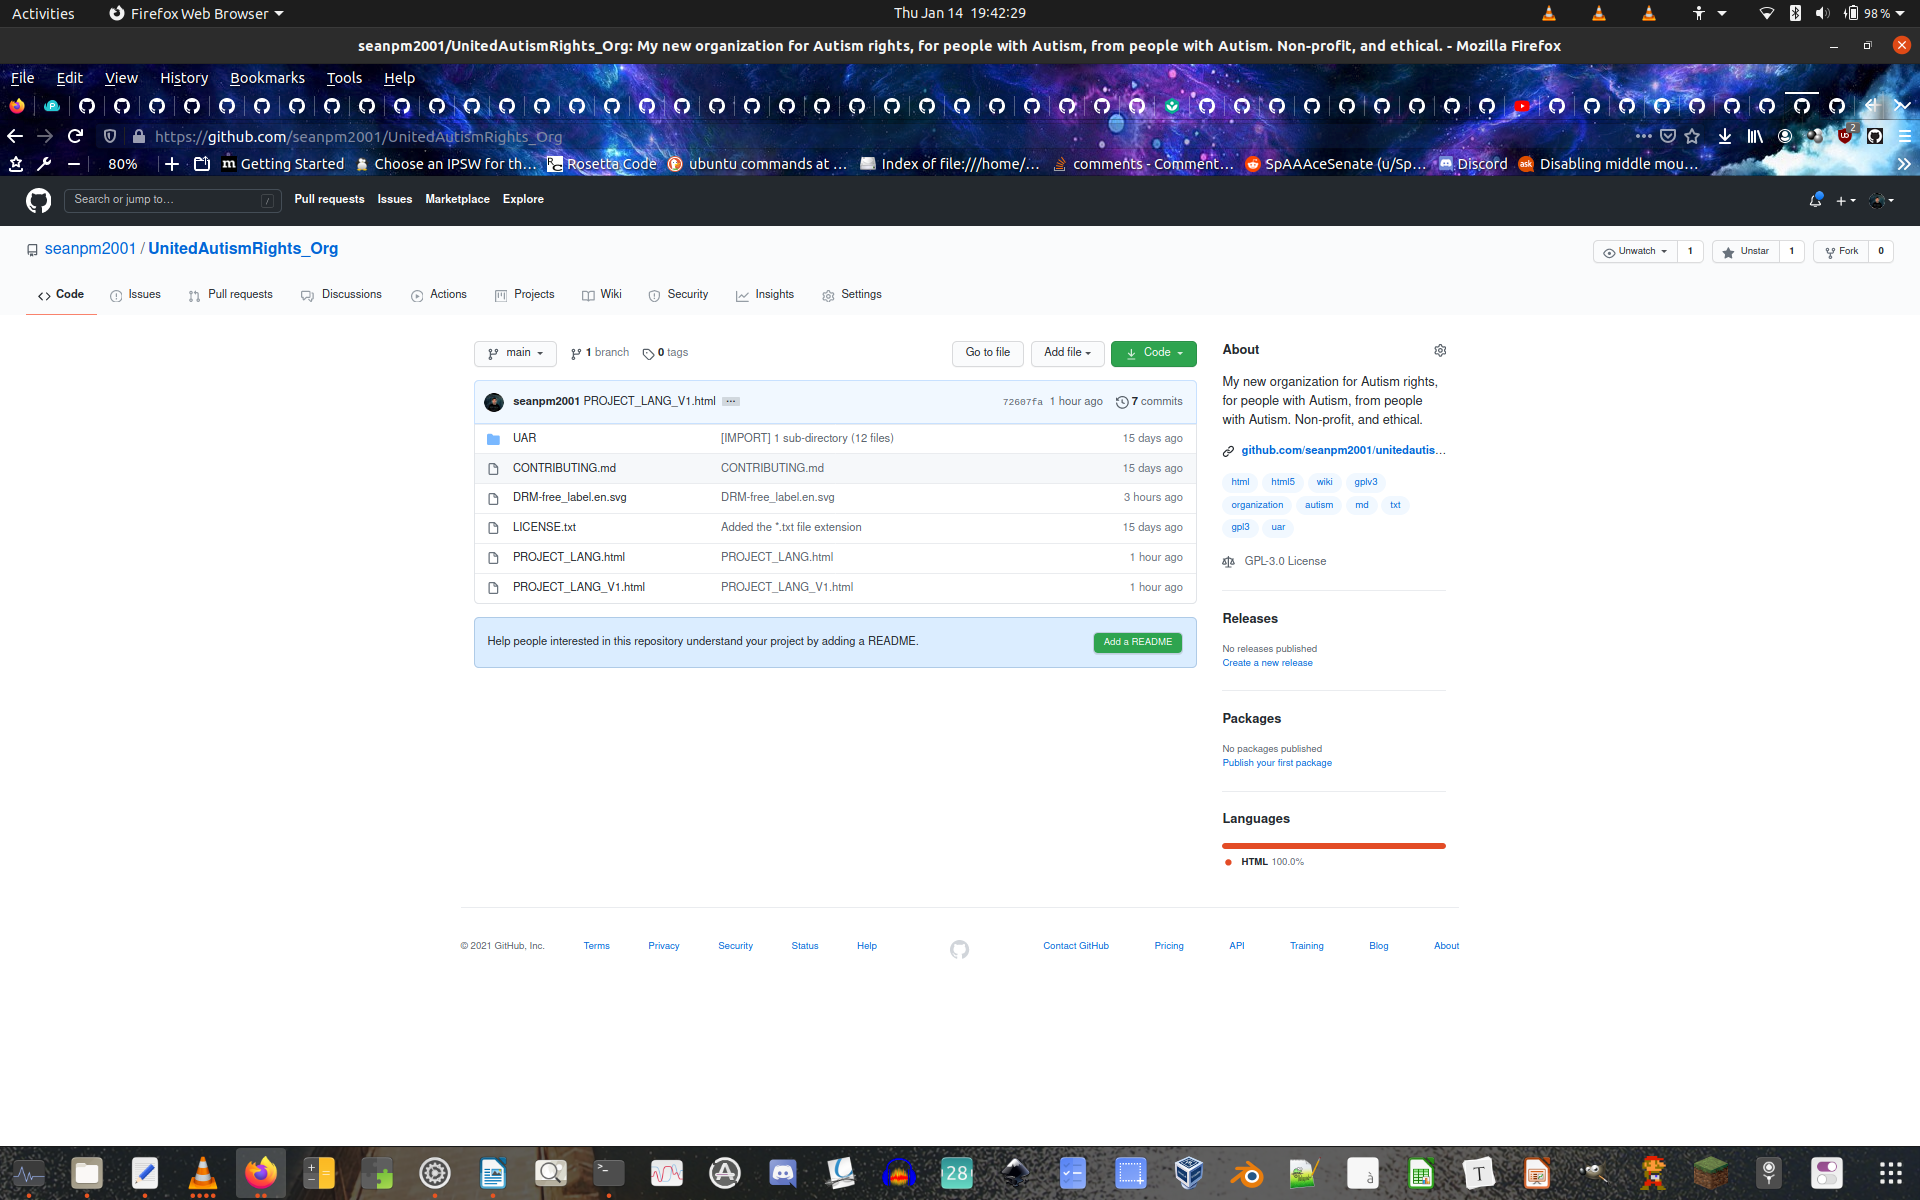 Activities Firefox Web Browser Thu Jan 14 19:42:29 98 %
seanpm2001/UnitedAutismRights_Org: My new organization for Autism rights, for people with Autism, from people with Autism. Non-profit, and ethical. - Mozilla Firefox
File Edit View History Bookmarks Tools Help
https://github.com/seanpm2001/UnitedAutismRights_Org 2
80% Getting Started Choose an IPSW for th… Rosetta Code ubuntu commands at … Index of file:///home/… comments - Comment… SpAAAceSenate (u/Sp… Discord Disabling middle mou…
Search or jump to… / Pull requests Issues Marketplace Explore
seanpm2001 / UnitedAutismRights_Org Unwatch 1 Unstar 1 Fork 0
Code Issues Pull requests Discussions Actions Projects Wiki Security Insights Settings
main 1 branch 0 tags Go to file Add file Code
seanpm2001 PROJECT_LANG_V1.html … 72607fa 1 hour ago 7 commits
UAR [IMPORT] 1 sub-directory (12 files) 15 days ago
CONTRIBUTING.md CONTRIBUTING.md 15 days ago
DRM-free_label.en.svg DRM-free_label.en.svg 3 hours ago
LICENSE.txt Added the *.txt file extension 15 days ago
PROJECT_LANG.html PROJECT_LANG.html 1 hour ago
PROJECT_LANG_V1.html PROJECT_LANG_V1.html 1 hour ago
Help people interested in this repository understand your project by adding a README. Add a README
About
My new organization for Autism rights,
for people with Autism, from people
with Autism. Non-profit, and ethical.
github.com/seanpm2001/unitedautis…
html html5 wiki gplv3
organization autism md txt
gpl3 uar
GPL-3.0 License
Releases
No releases published
Create a new release
Packages
No packages published
Publish your first package
Languages
HTML 100.0%
© 2021 GitHub, Inc. Terms Privacy Security Status Help Contact GitHub Pricing API Training Blog About
28